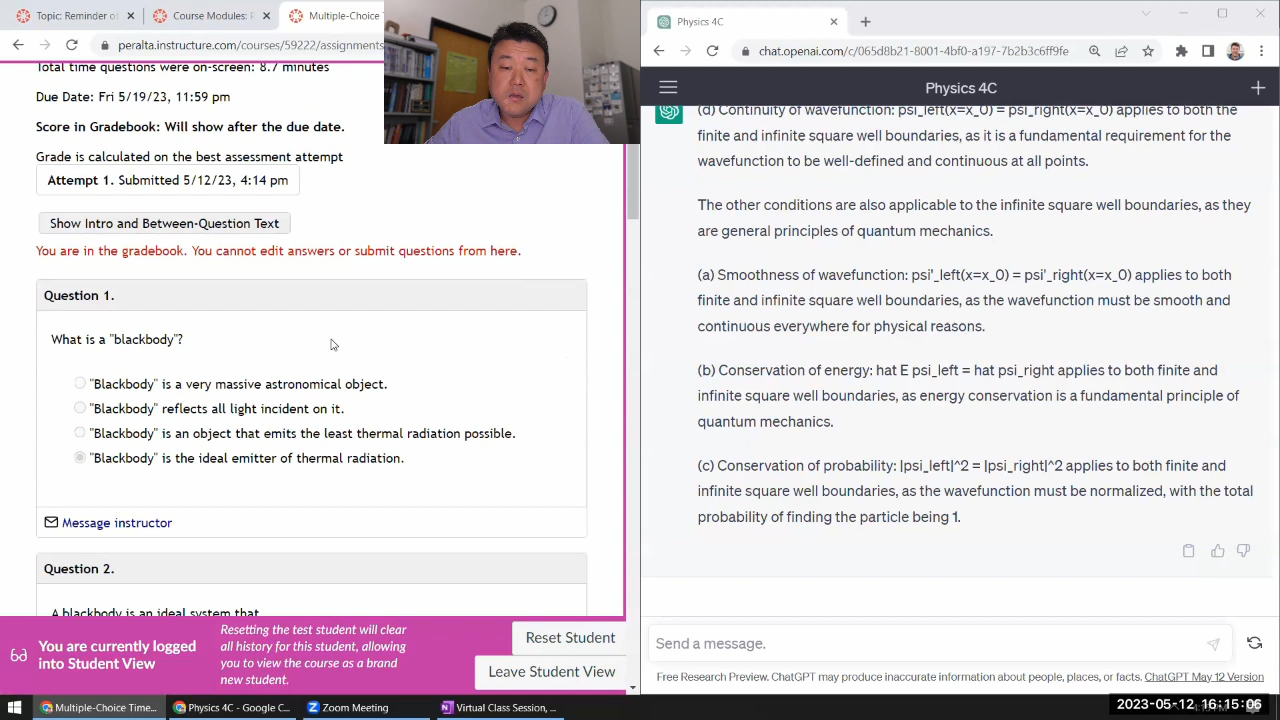 Topic: Reminder of
Course Modules: P
Multiple-Choice
peralta.instructure.com/courses/59222/assignments
Total time questions were on-screen: 8.7 minutes
Due Date: Fri 5/19/23, 11:59 pm
Score in Gradebook: Will show after the due date.
Grade is calculated on the best assessment attempt
Attempt 1. Submitted 5/12/23, 4:14 pm
Show Intro and Between-Question Text
You are in the gradebook. You cannot edit answers or submit questions from here.
Question 1.
What is a "blackbody"?
"Blackbody" is a very massive astronomical object.
"Blackbody" reflects all light incident on it.
"Blackbody" is an object that emits the least thermal radiation possible.
"Blackbody" is the ideal emitter of thermal radiation.
Message instructor
Question 2.
A blackbody is an ideal system that
You are currently logged
into Student View
Resetting the test student will clear
all history for this student, allowing
you to view the course as a brand
new student.
Reset Student
Leave Student View
Physics 4C
chat.openai.com/c/065d8b21-8001-4bf0-a197-7b2b3c6ff9fe
Physics 4C
(d) Continuity of wavefunction: psi_left(x=x_0) = psi_right(x=x_0) applies to both the
finite and infinite square well boundaries, as it is a fundamental requirement for the
wavefunction to be well-defined and continuous at all points.
The other conditions are also applicable to the infinite square well boundaries, as they
are general principles of quantum mechanics.
(a) Smoothness of wavefunction: psi'_left(x=x_0) = psi'_right(x=x_0) applies to both
finite and infinite square well boundaries, as the wavefunction must be smooth and
continuous everywhere for physical reasons.
(b) Conservation of energy: hat E psi_left = hat psi_right applies to both finite and
infinite square well boundaries, as energy conservation is a fundamental principle of
quantum mechanics.
(c) Conservation of probability: |psi_left|^2 = |psi_right|^2 applies to both finite and
infinite square well boundaries, as the wavefunction must be normalized, with the total
probability of finding the particle being 1.
Send a message.
Free Research Preview. ChatGPT may produce inaccurate information about people, places, or facts. ChatGPT May 12 Version
Multiple-Choice Time...
Physics 4C - Google C...
Zoom Meeting
Virtual Class Session, ...
2023-05-12 16:15:06